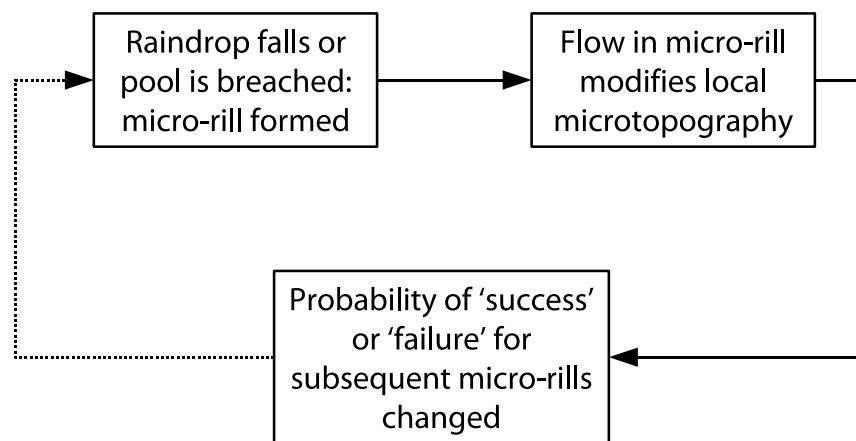 Raindrop falls or
pool is breached:
micro-rill formed
Flow in micro-rill
modifies local
microtopography
Probability of ‘success’
or ‘failure’ for
subsequent micro-rills
changed